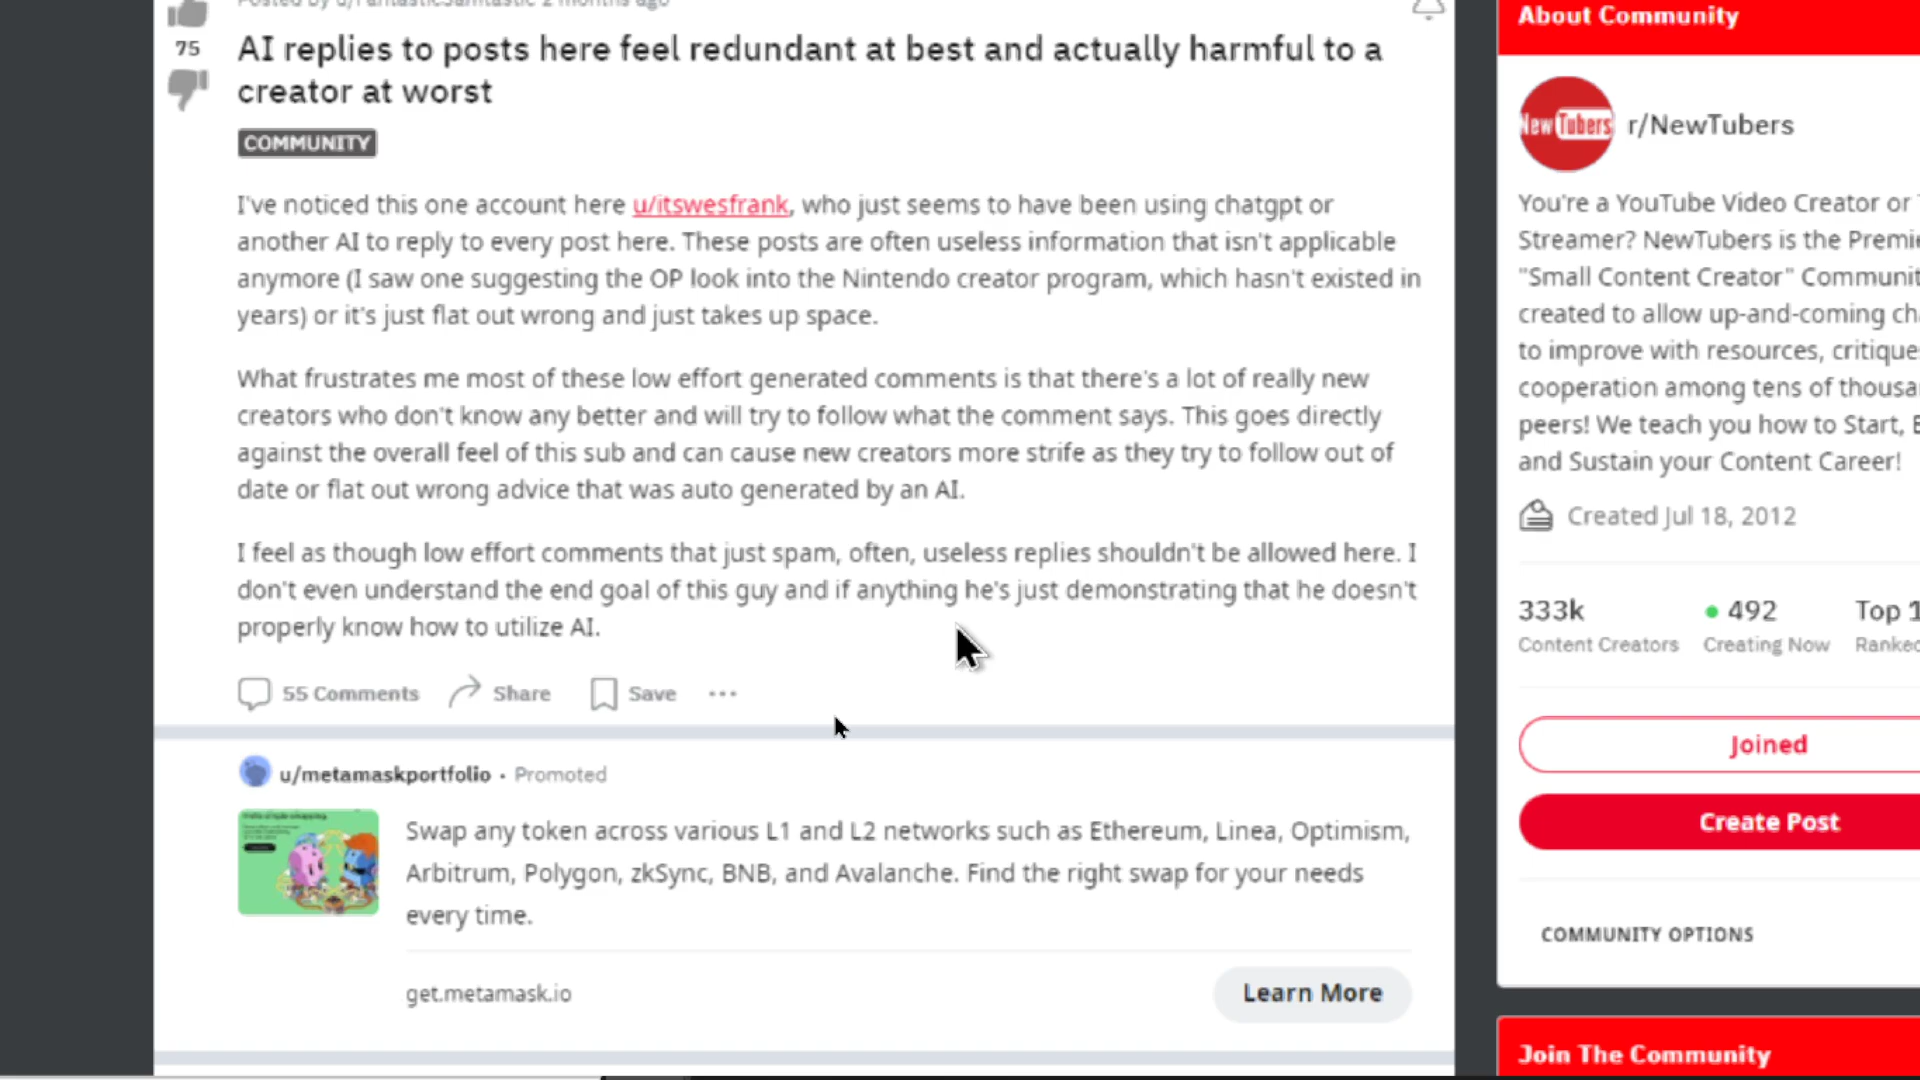 Posted by u/FantasticSamtastic 2 months ago
75
AI replies to posts here feel redundant at best and actually harmful to a
creator at worst
COMMUNITY
I've noticed this one account here u/itswesfrank, who just seems to have been using chatgpt or
another AI to reply to every post here. These posts are often useless information that isn't applicable
anymore (I saw one suggesting the OP look into the Nintendo creator program, which hasn't existed in
years) or it's just flat out wrong and just takes up space.
What frustrates me most of these low effort generated comments is that there's a lot of really new
creators who don't know any better and will try to follow what the comment says. This goes directly
against the overall feel of this sub and can cause new creators more strife as they try to follow out of
date or flat out wrong advice that was auto generated by an AI.
I feel as though low effort comments that just spam, often, useless replies shouldn't be allowed here. I
don't even understand the end goal of this guy and if anything he's just demonstrating that he doesn't
properly know how to utilize AI.
55 Comments Share Save
u/metamaskportfolio • Promoted
Swap any token across various L1 and L2 networks such as Ethereum, Linea, Optimism,
Arbitrum, Polygon, zkSync, BNB, and Avalanche. Find the right swap for your needs
every time.
get.metamask.io
Learn More
About Community
New Tubers
r/NewTubers
You're a YouTube Video Creator or
Streamer? NewTubers is the Premie
"Small Content Creator" Communit
created to allow up-and-coming ch
to improve with resources, critique
cooperation among tens of thousa
peers! We teach you how to Start,
and Sustain your Content Career!
Created Jul 18, 2012
333k 492 Top 1
Content Creators Creating Now Ranked
Joined
Create Post
COMMUNITY OPTIONS
Join The Community